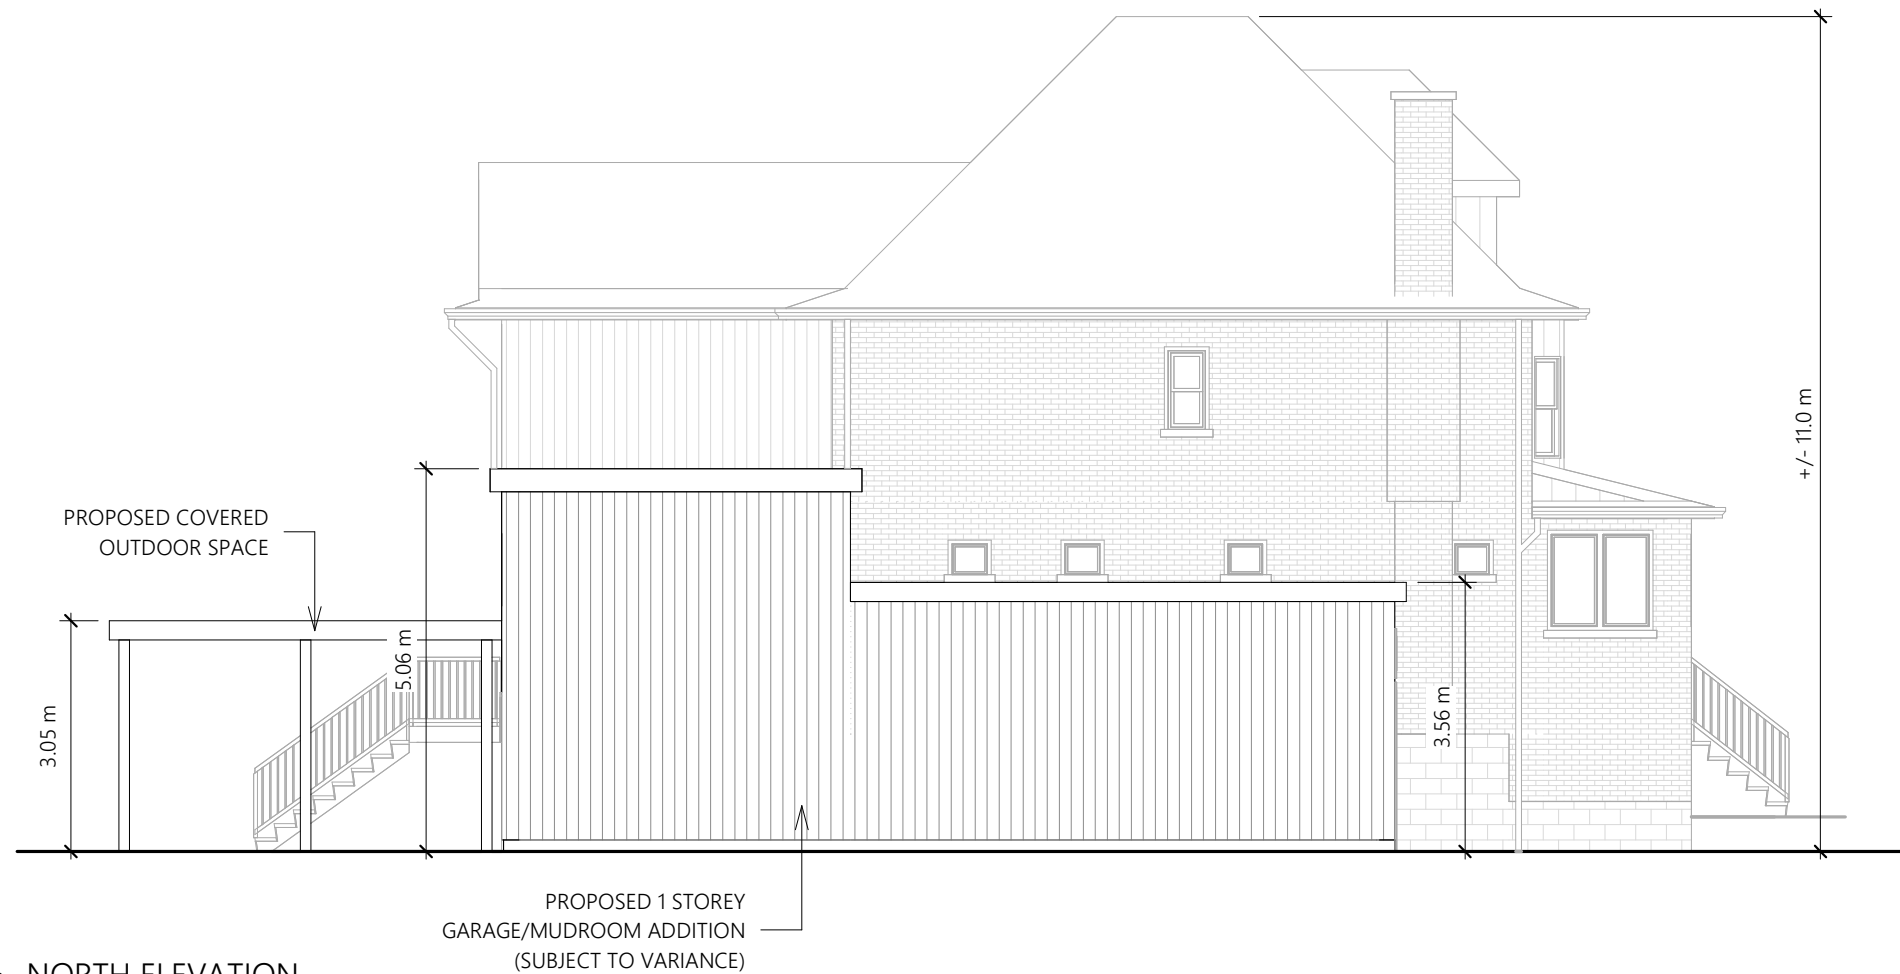 +/- 11.0 m
PROPOSED COVERED
OUTDOOR SPACE
5.06 m
3.05 m
3.56 m
PROPOSED 1 STOREY
GARAGE/MUDROOM ADDITION
(SUBJECT TO VARIANCE)
NORTH ELEVATION